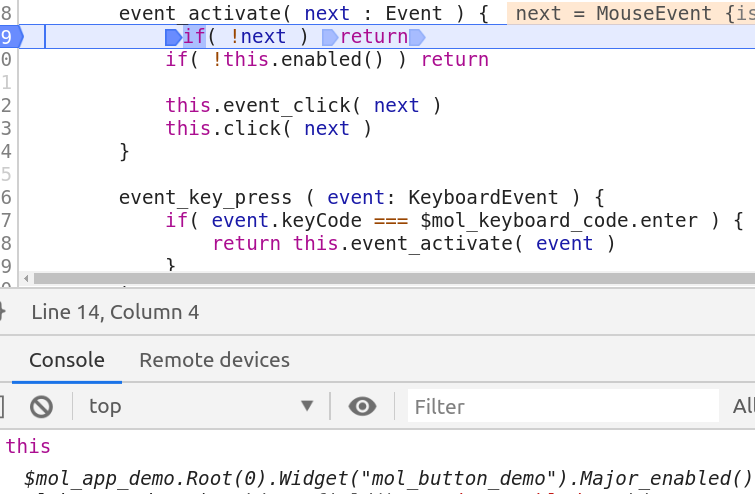 8 event_activate( next : Event ) { next = MouseEvent {is
9 if( !next ) return
0 if( !this.enabled() ) return
1
2 this.event_click( next )
3 this.click( next )
4 }
5
6 event_key_press ( event: KeyboardEvent ) {
7 if( event.keyCode === $mol_keyboard_code.enter ) {
8 return this.event_activate( event )
9 }
Line 14, Column 4
Console Remote devices
top Filter All
this
$mol_app_demo.Root(0).Widget("mol_button_demo").Major_enabled()